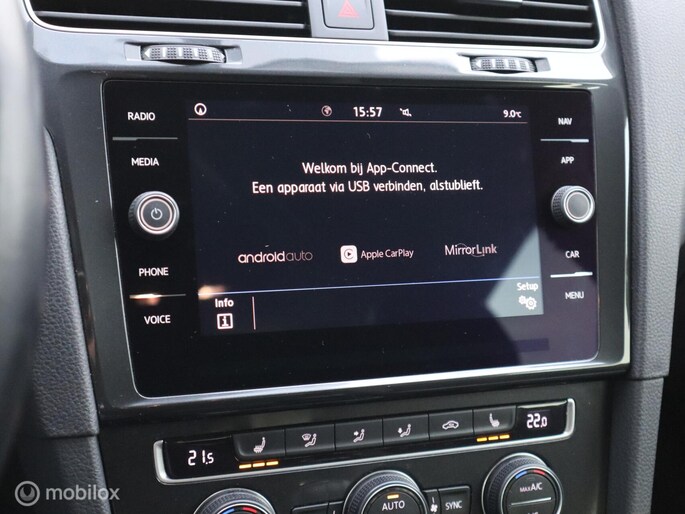 RADIO
MEDIA
PHONE
VOICE
15:57
9.0°C
Welkom bij App-Connect.
Een apparaat via USB verbinden, alstublieft.
androidauto
Apple CarPlay
MirrorLink
Info
i
Setup
NAV
APP
CAR
MENU
21.5
22.0
AUTO
SYNC
MAX A/C
A/C
mobilox